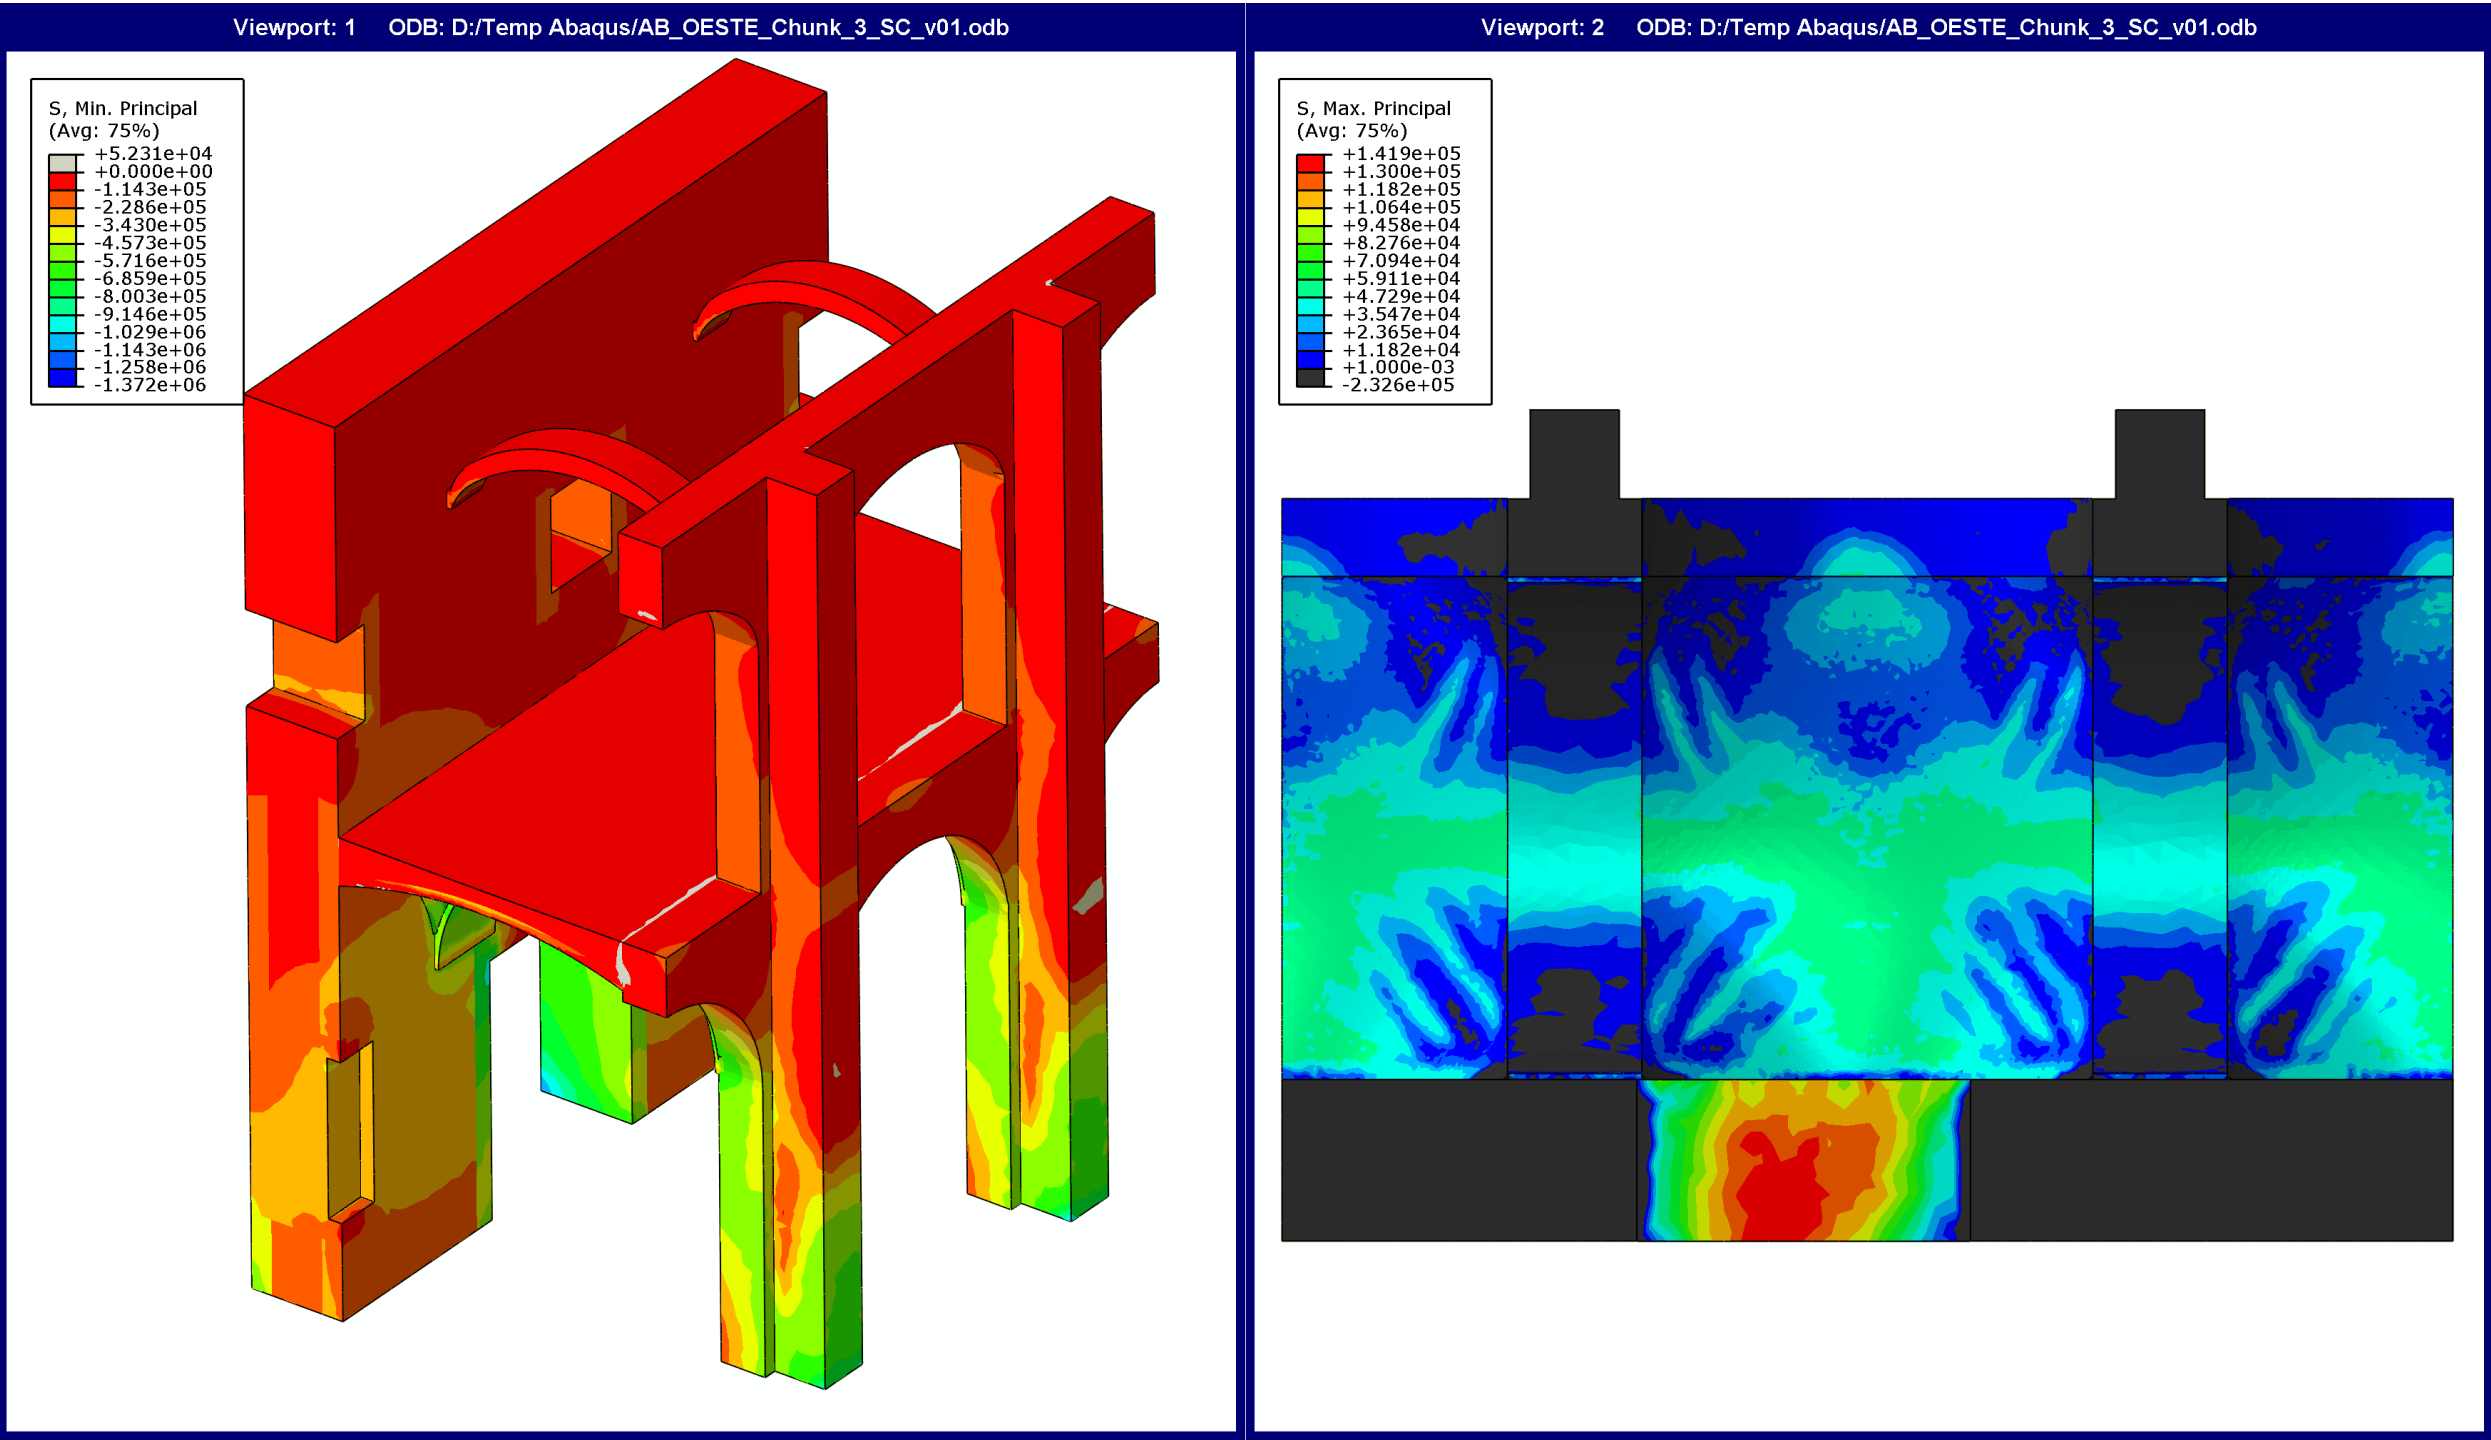 Viewport: 1 ODB: D:/Temp Abaqus/AB_OESTE_Chunk_3_SC_v01.odb
S, Min. Principal
(Avg: 75%)
+5.231e+04
+0.000e+00
-1.143e+05
-2.286e+05
-3.430e+05
-4.573e+05
-5.716e+05
-6.859e+05
-8.003e+05
-9.146e+05
-1.029e+06
-1.143e+06
-1.258e+06
-1.372e+06
Viewport: 2 ODB: D:/Temp Abaqus/AB_OESTE_Chunk_3_SC_v01.odb
S, Max. Principal
(Avg: 75%)
+1.419e+05
+1.300e+05
+1.182e+05
+1.064e+05
+9.458e+04
+8.276e+04
+7.094e+04
+5.911e+04
+4.729e+04
+3.547e+04
+2.365e+04
+1.182e+04
+1.000e-03
-2.326e+05